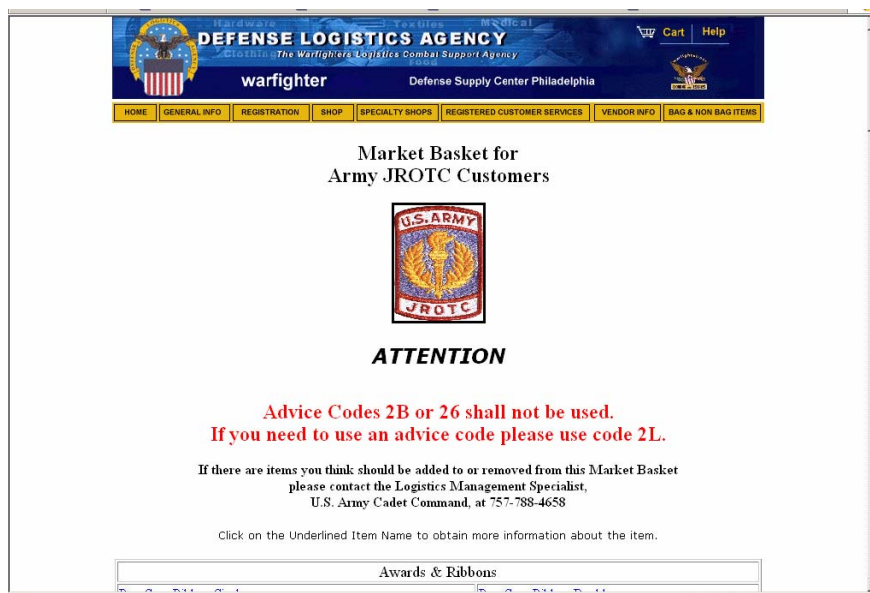 Hardware
Textiles
Medical
DEFENSE LOGISTICS AGENCY
Cart
Help
Clothing
The Warfighters Logistics Combat Support Agency
Food
warfighter
Defense Supply Center Philadelphia
HOME
GENERAL INFO
REGISTRATION
SHOP
SPECIALTY SHOPS
REGISTERED CUSTOMER SERVICES
VENDOR INFO
BAG & NON BAG ITEMS
Market Basket for
Army JROTC Customers
U.S. ARMY
JROTC
ATTENTION
Advice Codes 2B or 26 shall not be used.
If you need to use an advice code please use code 2L.
If there are items you think should be added to or removed from this Market Basket
please contact the Logistics Management Specialist,
U.S. Army Cadet Command, at 757-788-4658
Click on the Underlined Item Name to obtain more information about the item.
Awards & Ribbons